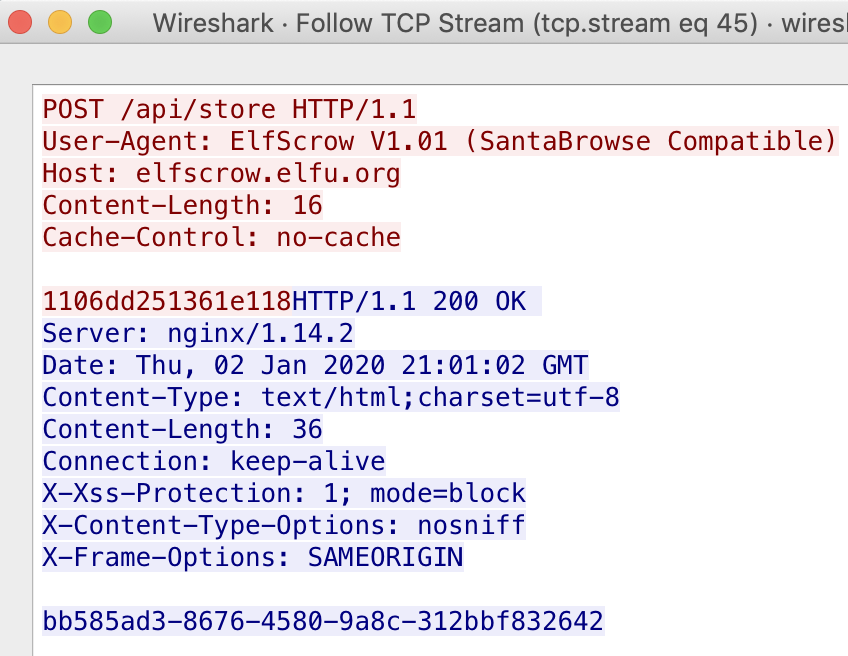 Wireshark · Follow TCP Stream (tcp.stream eq 45) ·
POST /api/store HTTP/1.1
User-Agent: ElfScrow V1.01 (SantaBrowse Compatible)
Host: elfscrow.elfu.org
Content-Length: 16
Cache-Control: no-cache
1106dd251361e118HTTP/1.1 200 OK
Server: nginx/1.14.2
Date: Thu, 02 Jan 2020 21:01:02 GMT
Content-Type: text/html;charset=utf-8
Content-Length: 36
Connection: keep-alive
X-Xss-Protection: 1; mode=block
X-Content-Type-Options: nosniff
X-Frame-Options: SAMEORIGIN
bb585ad3-8676-4580-9a8c-312bbf832642